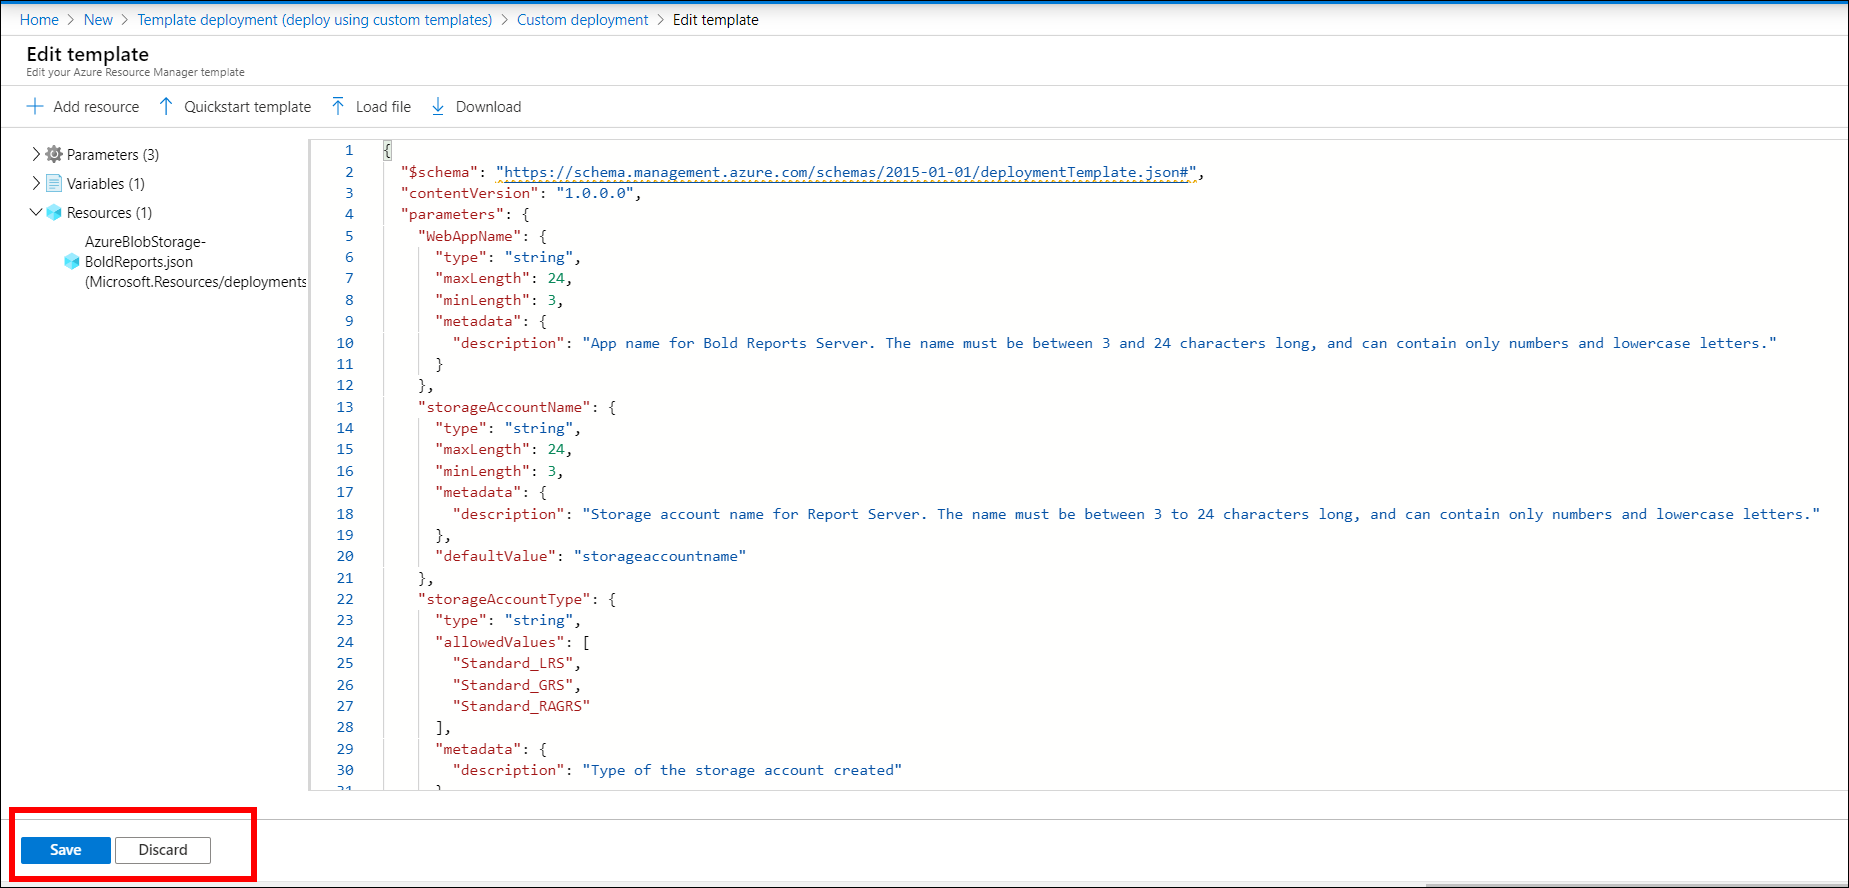 Home > New > Template deployment (deploy using custom templates) > Custom deployment > Edit template
Edit template
Edit your Azure Resource Manager template
Add resource Quickstart template Load file Download
Parameters (3)
Variables (1)
Resources (1)
AzureBlobStorage-
BoldReports.json
(Microsoft.Resources/deployments
1 {
2 "$schema": "https://schema.management.azure.com/schemas/2015-01-01/deploymentTemplate.json#",
3 "contentVersion": "1.0.0.0",
4 "parameters": {
5 "WebAppName": {
6 "type": "string",
7 "maxLength": 24,
8 "minLength": 3,
9 "metadata": {
10 "description": "App name for Bold Reports Server. The name must be between 3 and 24 characters long, and can contain only numbers and lowercase letters."
11 }
12 },
13 "storageAccountName": {
14 "type": "string",
15 "maxLength": 24,
16 "minLength": 3,
17 "metadata": {
18 "description": "Storage account name for Report Server. The name must be between 3 to 24 characters long, and can contain only numbers and lowercase letters."
19 },
20 "defaultValue": "storageaccountname"
21 },
22 "storageAccountType": {
23 "type": "string",
24 "allowedValues": [
25 "Standard_LRS",
26 "Standard_GRS",
27 "Standard_RAGRS"
28 ],
29 "metadata": {
30 "description": "Type of the storage account created"
31 }
Save Discard